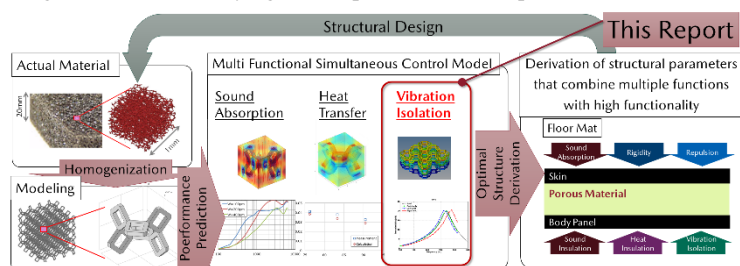 Structural Design
This Report
Actual Material
20mm
1mm
Homogenization
Modeling
Poerformance
Prediction
Multi Functional Simultaneous Control Model
Sound
Absorption
Heat
Transfer
Vibration
Isolation
Optimal
Structure
Derivation
Derivation of structural parameters
that combine multiple functions
with high functionality
Floor Mat
Sound
Absorption
Rigidity
Repulsion
Skin
Porous Material
Body Panel
Sound
Insulation
Heat
Insulation
Vibration
Isolation